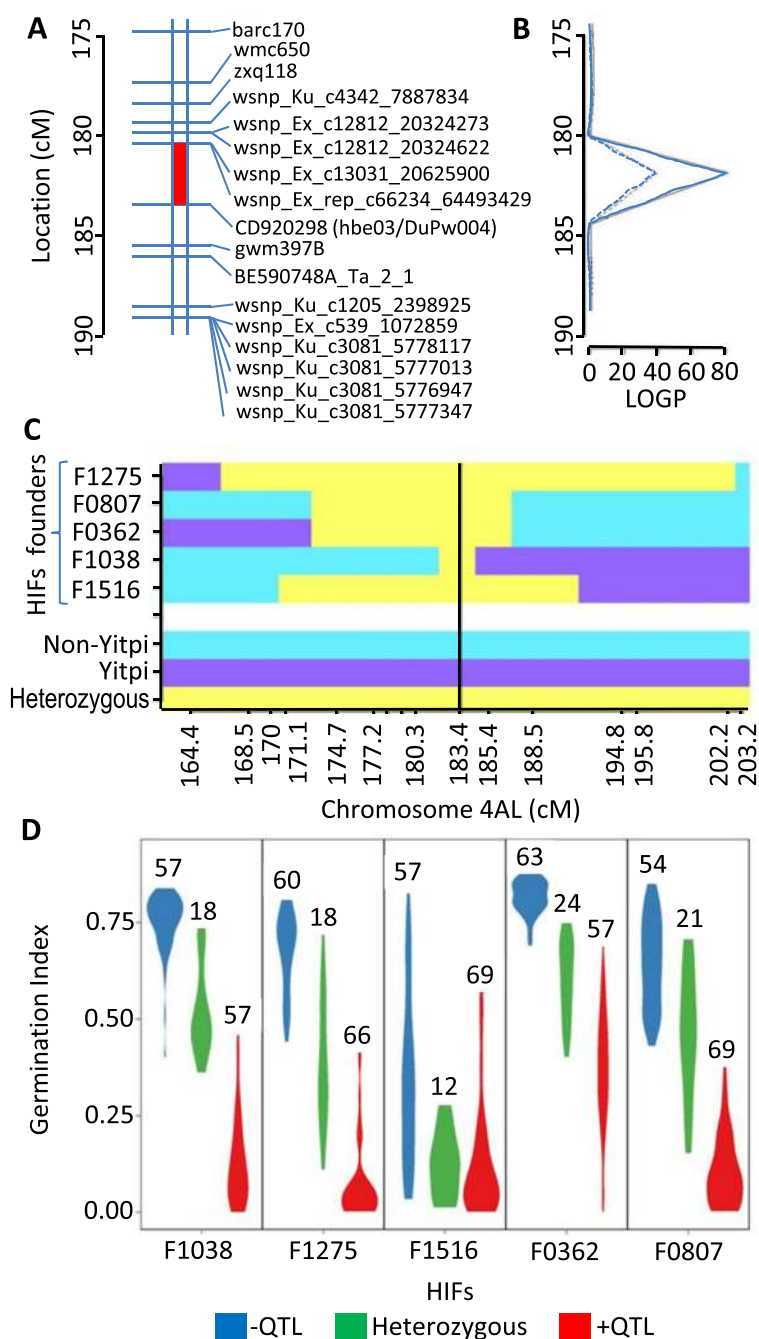 A
B
175
180
185
190
Location (cM)
barc170
wmc650
zxq118
wsnp_Ku_c4342_7887834
wsnp_Ex_c12812_20324273
wsnp_Ex_c12812_20324622
wsnp_Ex_c13031_20625900
wsnp_Ex_rep_c66234_64493429
CD920298 (hbe03/DuPw004)
gwm397B
BE590748A_Ta_2_1
wsnp_Ku_c1205_2398925
wsnp_Ex_c539_1072859
wsnp_Ku_c3081_5778117
wsnp_Ku_c3081_5777013
wsnp_Ku_c3081_5776947
wsnp_Ku_c3081_5777347
175
180
185
190
0 20 40 60 80
LOGP
C
HIFs founders
F1275
F0807
F0362
F1038
F1516
Non-Yitpi
Yitpi
Heterozygous
164.4 168.5 170 171.1 174.7 177.2 180.3 183.4 185.4 188.5 194.8 195.8 202.2 203.2
Chromosome 4AL (cM)
D
Germination Index
0.75
0.50
0.25
0.00
57 18 57
60 18 66
57 12 69
63 24 57
54 21 69
F1038 F1275 F1516 F0362 F0807
HIFs
-QTL Heterozygous +QTL